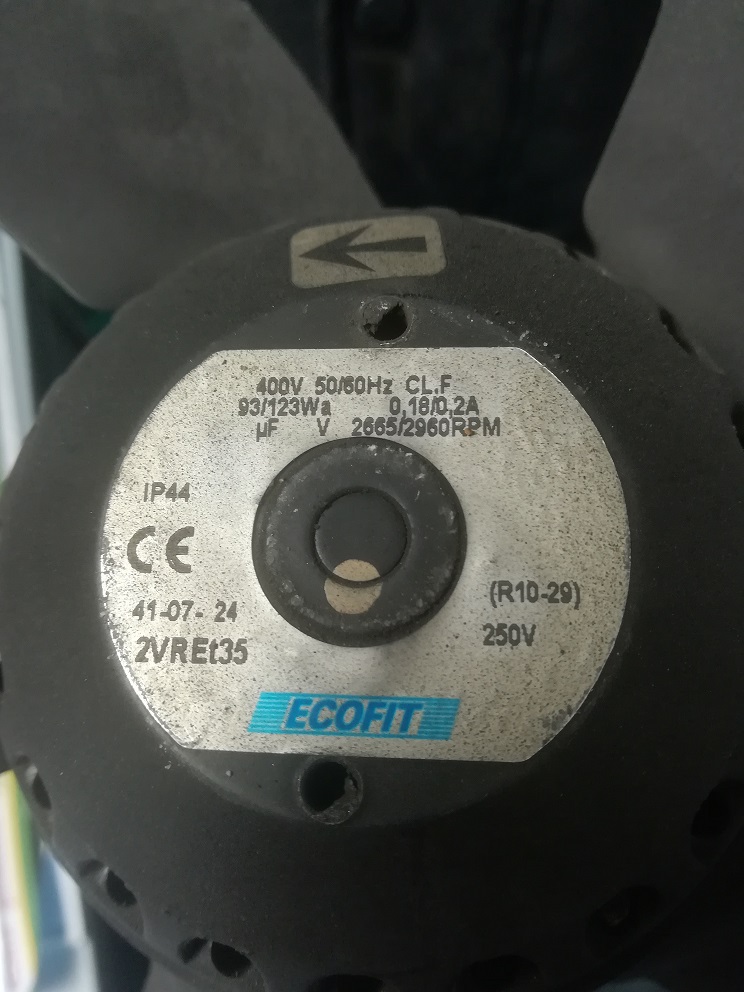 400V 50/60Hz CL.F
93/123Wa 0,18/0,2A
µF V 2665/2960RPM
IP44
CE
41-07- 24
2VREt35
(R10-29)
250V
ECOFIT